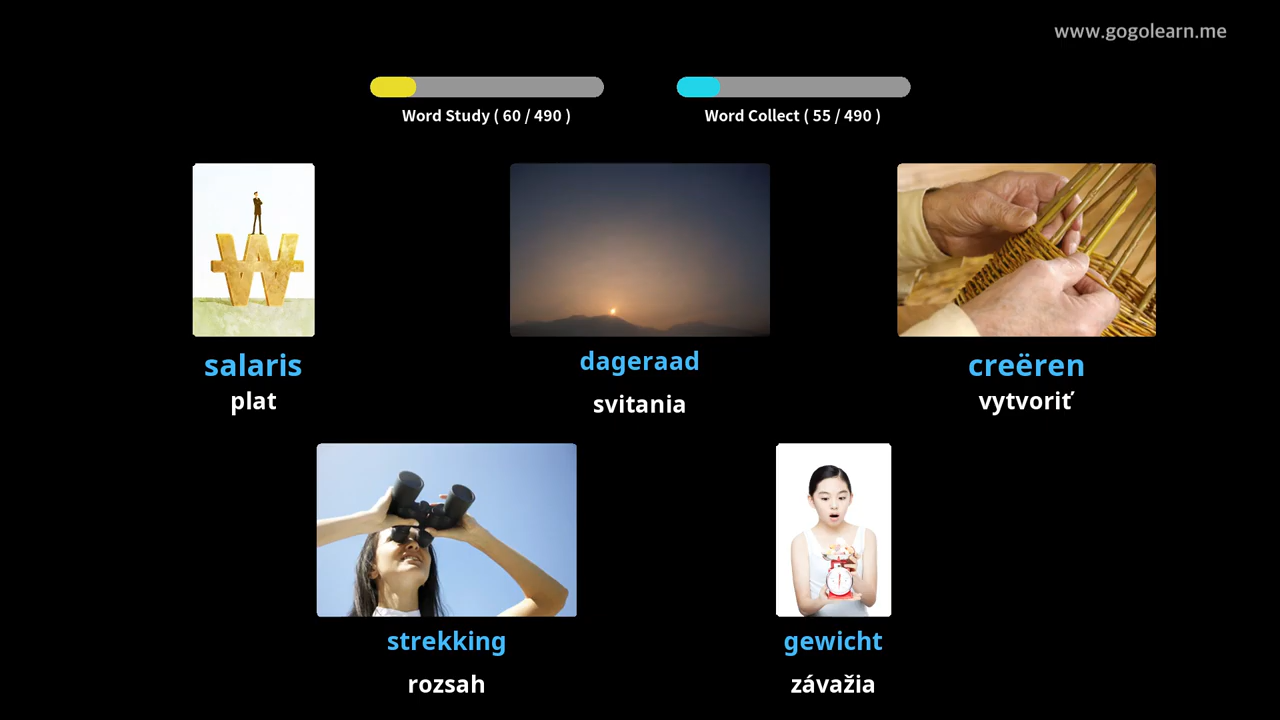 www.gogolearn.me
Word Study ( 60 / 490 )
Word Collect ( 55 / 490 )
salaris
plat
dageraad
svitania
creëren
vytvoriť
strekking
rozsah
gewicht
závažia